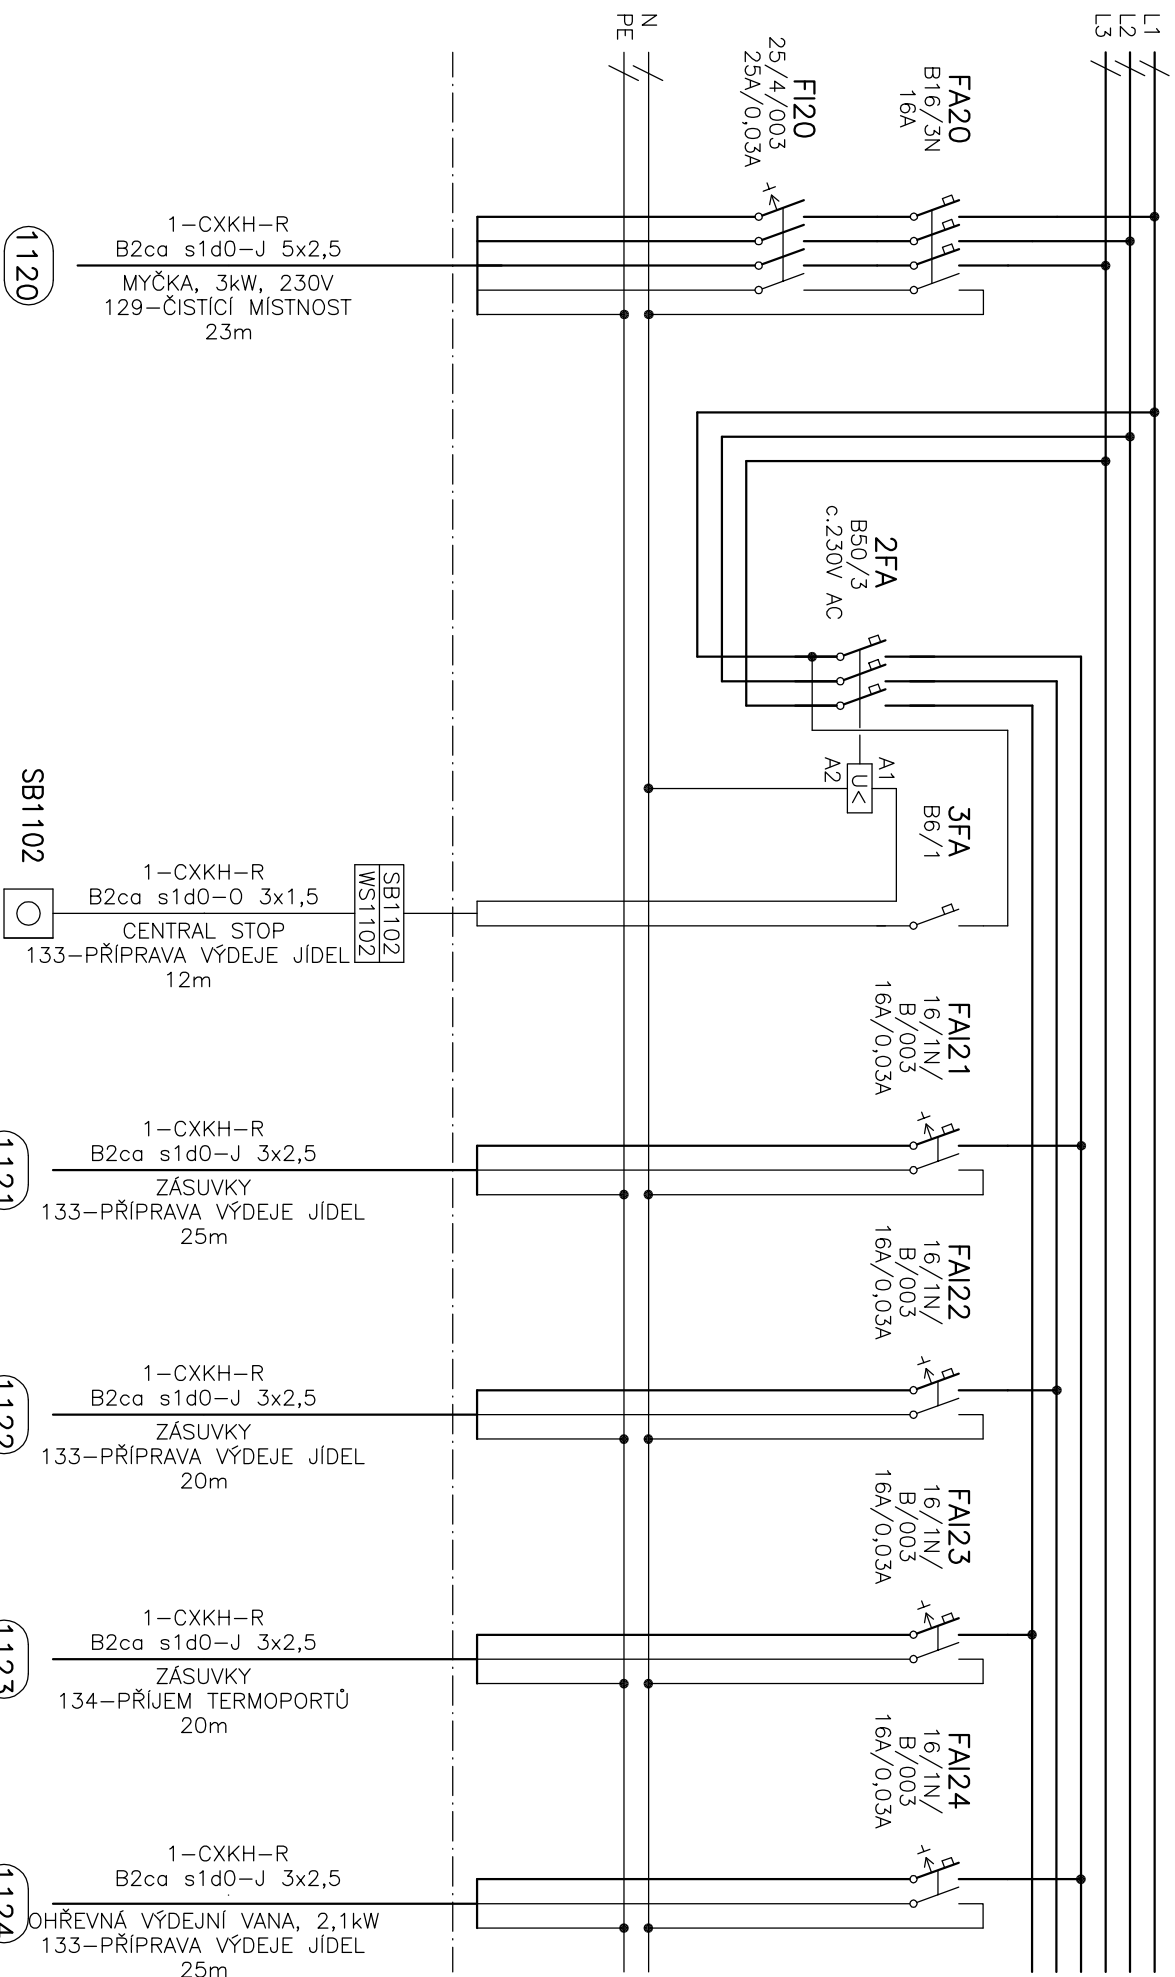 L1
L2
L3
N
PE
FA20
B16/3N
16A
FI20
25/4/003
25A/0,03A
1-CXKH-R
B2ca s1d0-J 5x2,5
MYČKA, 3kW, 230V
129-ČISTÍCÍ MÍSTNOST
23m
1120
2FA
B50/3
c.230V AC
A1
A2
U<
3FA
B6/1
SB1102
WS1102
1-CXKH-R
B2ca s1d0-O 3x1,5
CENTRAL STOP
133-PŘÍPRAVA VÝDEJE JÍDEL
12m
SB1102
FAI21
16/1N/
B/003
16A/0,03A
1-CXKH-R
B2ca s1d0-J 3x2,5
ZÁSUVKY
133-PŘÍPRAVA VÝDEJE JÍDEL
25m
1121
FAI22
16/1N/
B/003
16A/0,03A
1-CXKH-R
B2ca s1d0-J 3x2,5
ZÁSUVKY
133-PŘÍPRAVA VÝDEJE JÍDEL
20m
1122
FAI23
16/1N/
B/003
16A/0,03A
1-CXKH-R
B2ca s1d0-J 3x2,5
ZÁSUVKY
134-PŘÍJEM TERMOPORTŮ
20m
1123
FAI24
16/1N/
B/003
16A/0,03A
1-CXKH-R
B2ca s1d0-J 3x2,5
OHŘEVNÁ VÝDEJNÍ VANA, 2,1kW
133-PŘÍPRAVA VÝDEJE JÍDEL
25m
1124